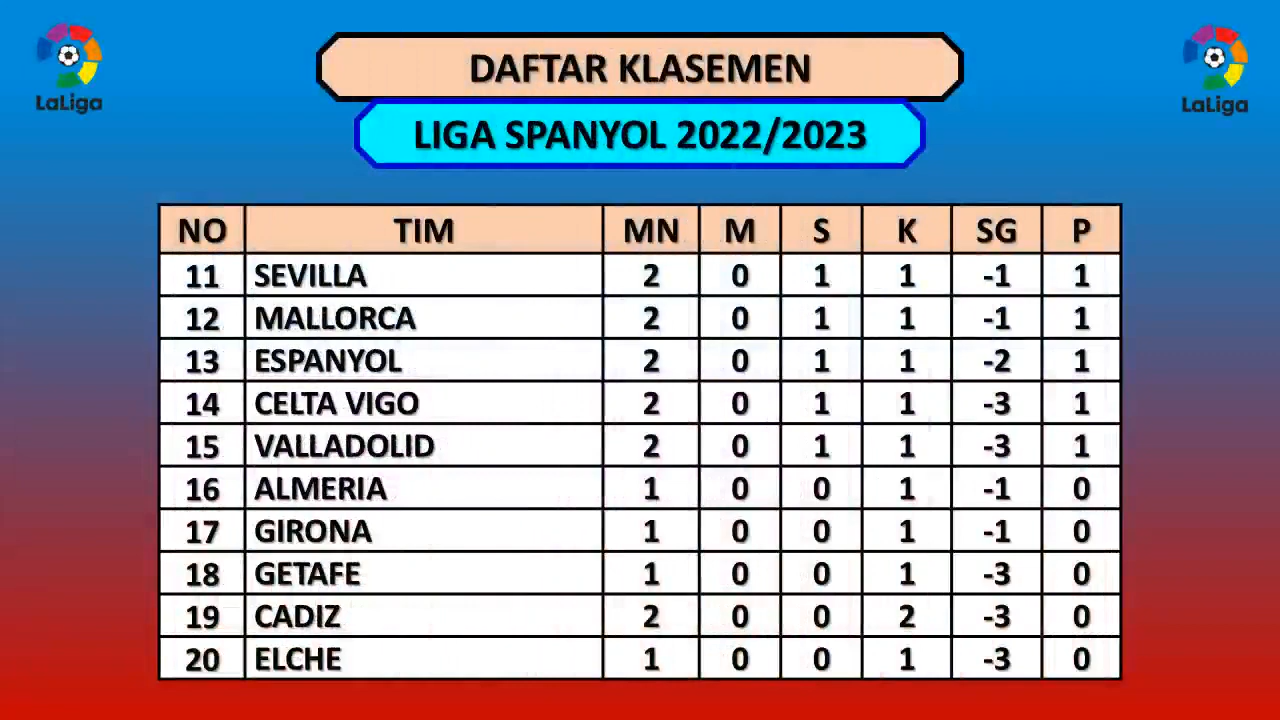 LaLiga
DAFTAR KLASEMEN
LaLiga
LIGA SPANYOL 2022/2023
NO TIM MN M S K SG P
11 SEVILLA 2 0 1 1 -1 1
12 MALLORCA 2 0 1 1 -1 1
13 ESPANYOL 2 0 1 1 -2 1
14 CELTA VIGO 2 0 1 1 -3 1
15 VALLADOLID 2 0 1 1 -3 1
16 ALMERIA 1 0 0 1 -1 0
17 GIRONA 1 0 0 1 -1 0
18 GETAFE 1 0 0 1 -3 0
19 CADIZ 2 0 0 2 -3 0
20 ELCHE 1 0 0 1 -3 0